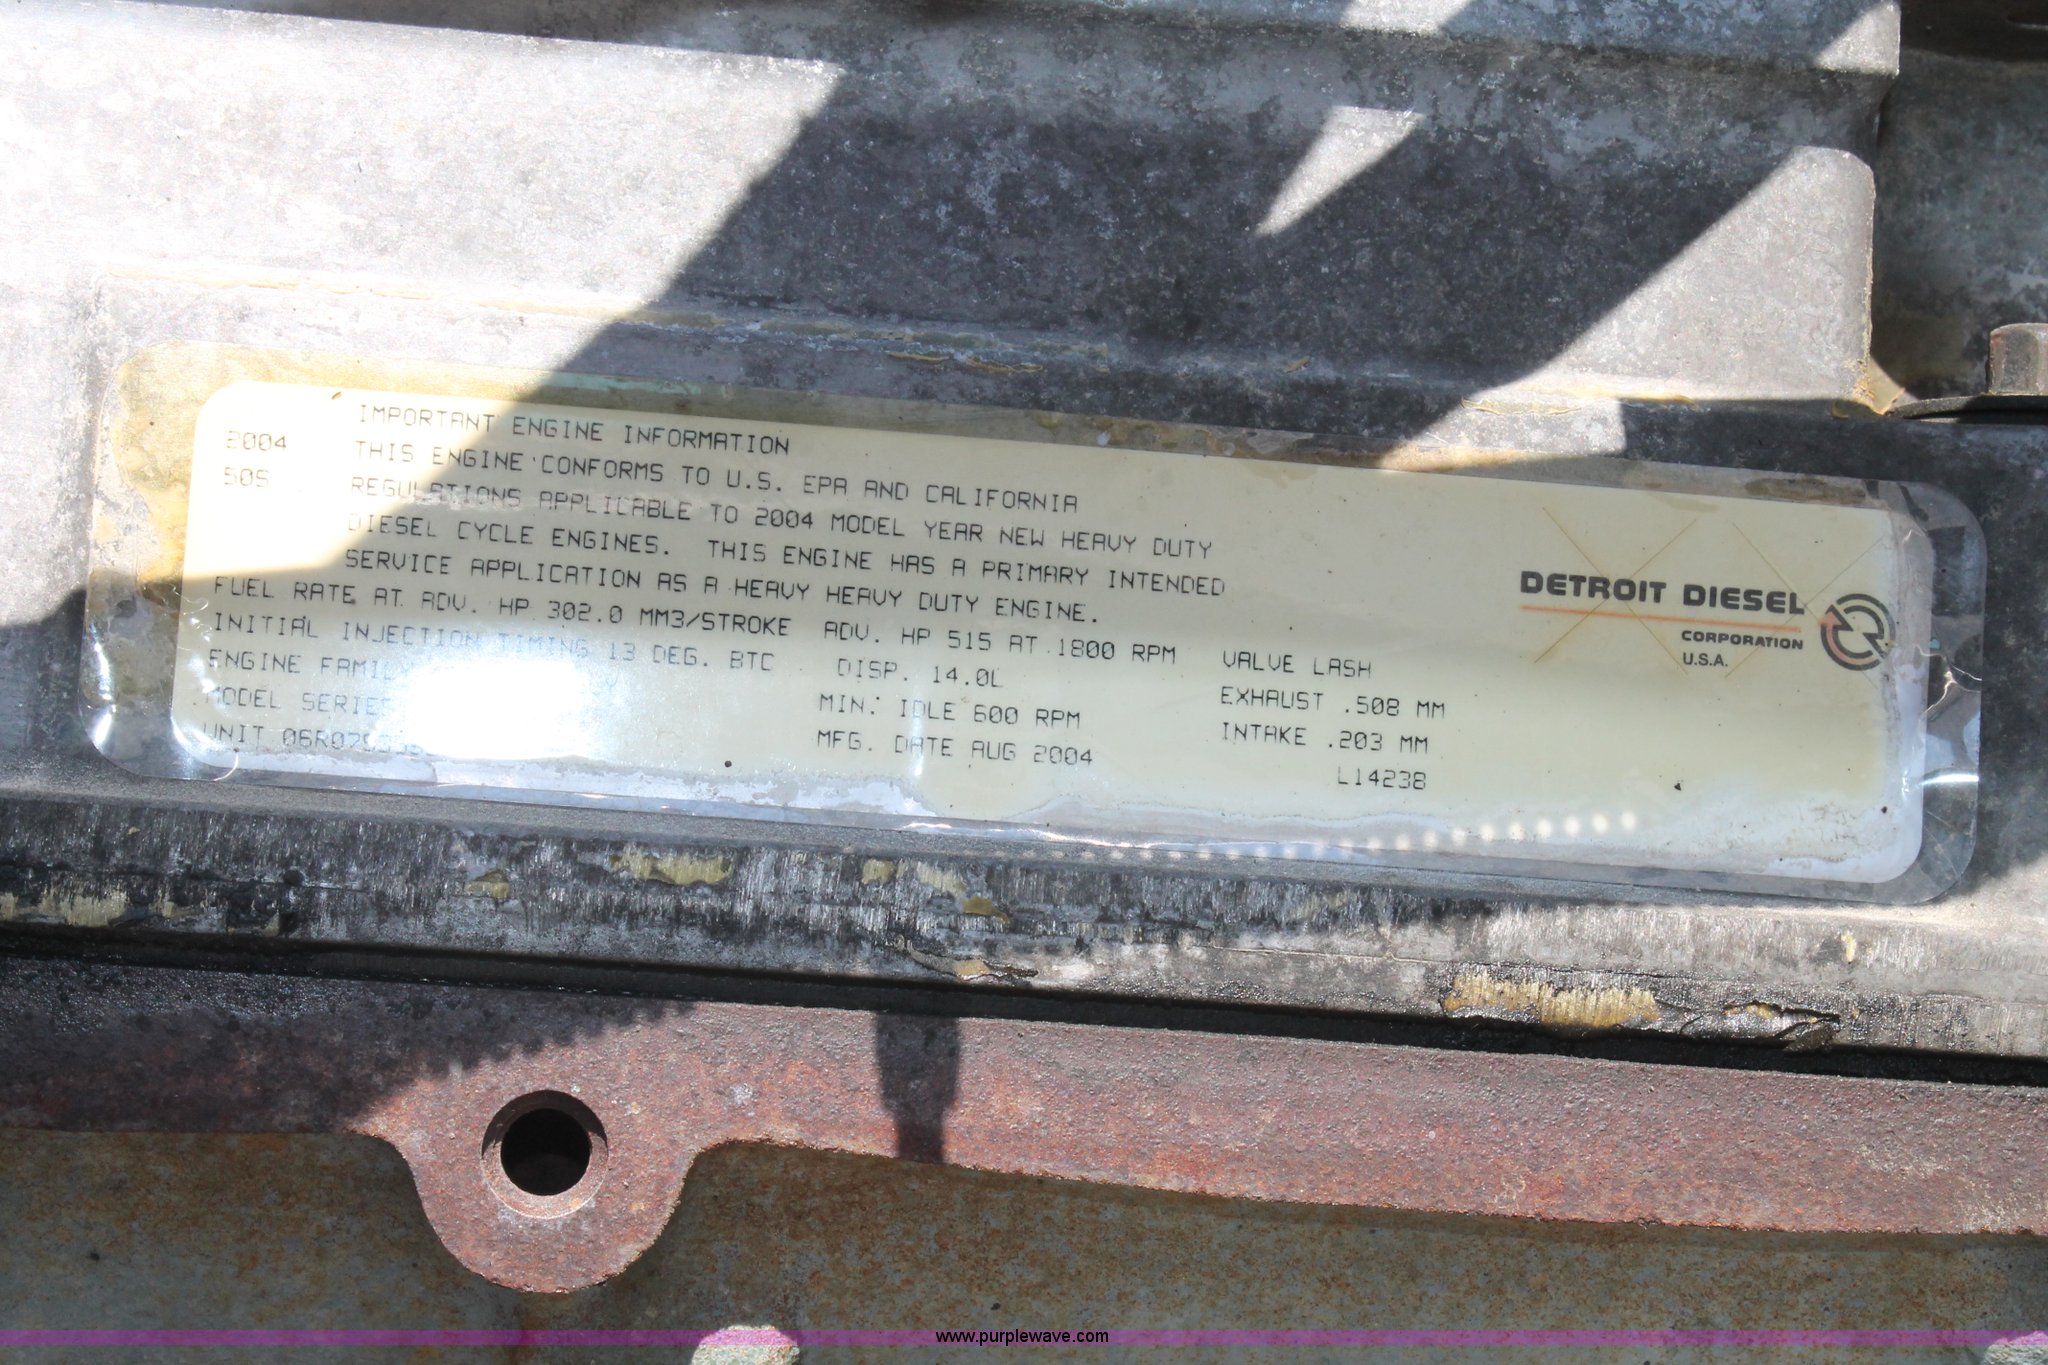 IMPORTANT ENGINE INFORMATION
2004 THIS ENGINE CONFORMS TO U.S. EPA AND CALIFORNIA
50S REGULATIONS APPLICABLE TO 2004 MODEL YEAR NEW HEAVY DUTY
DIESEL CYCLE ENGINES. THIS ENGINE HAS A PRIMARY INTENDED
SERVICE APPLICATION AS A HEAVY HEAVY DUTY ENGINE.
FUEL RATE AT ADV. HP 302.0 MM3/STROKE ADV. HP 515 AT 1800 RPM
INITIAL INJECTION TIMING 13 DEG. BTC DISP. 14.0L VALVE LASH
ENGINE FAMILY MIN. IDLE 600 RPM EXHAUST .508 MM
MODEL SERIES MFG. DATE AUG 2004 INTAKE .203 MM
UNIT L14238
DETROIT DIESEL
CORPORATION
U.S.A.
www.purplewave.com